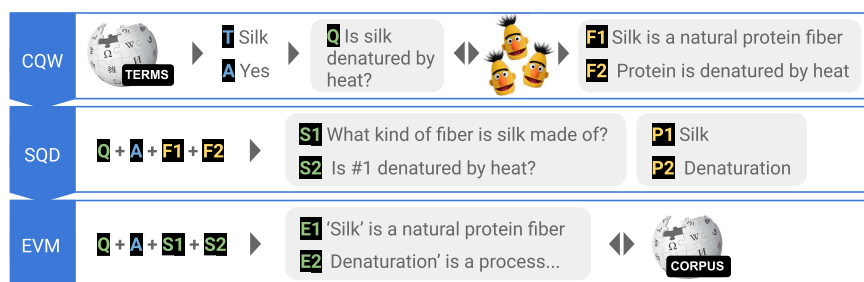 CQW
TERMS
T Silk
A Yes
Q Is silk
denatured by
heat?
F1 Silk is a natural protein fiber
F2 Protein is denatured by heat
SQD
Q + A + F1 + F2
S1 What kind of fiber is silk made of?
S2 Is #1 denatured by heat?
P1 Silk
P2 Denaturation
EVM
Q + A + S1 + S2
E1 ‘Silk’ is a natural protein fiber
E2 Denaturation’ is a process...
CORPUS